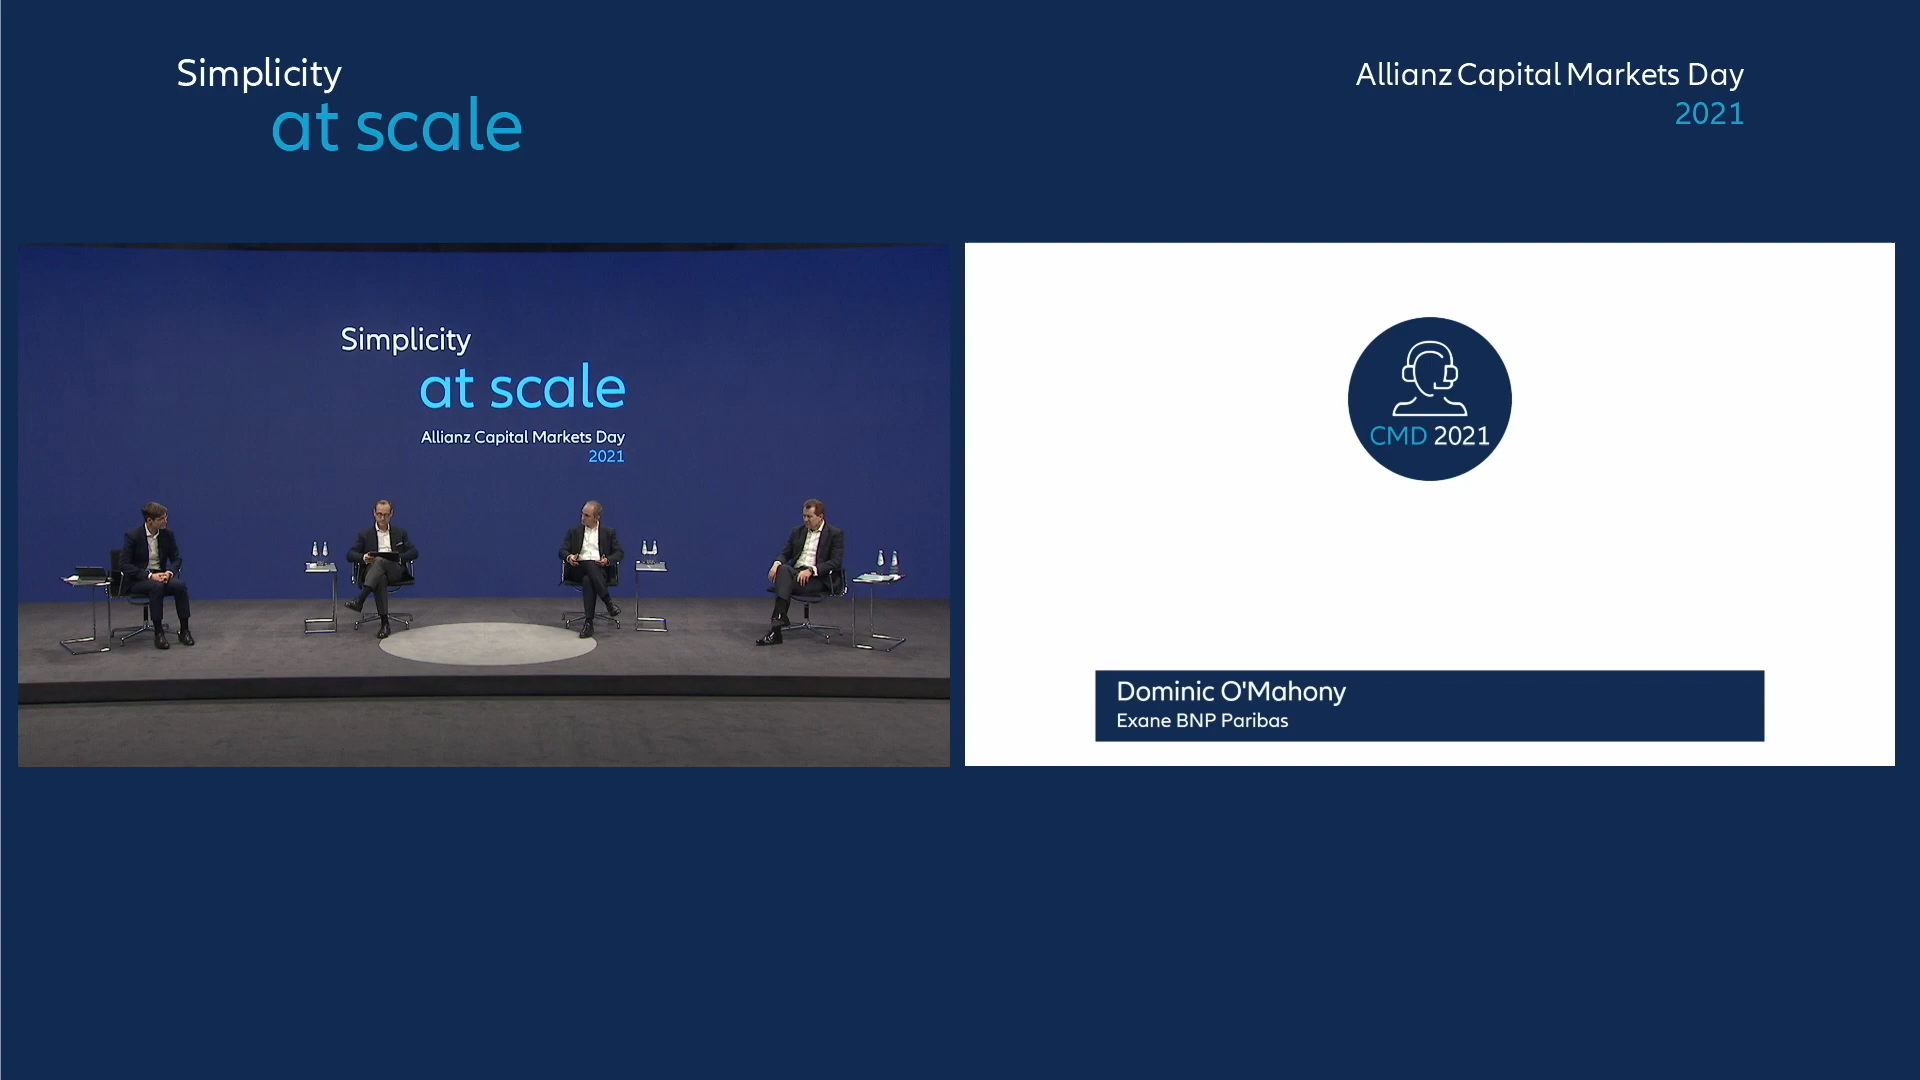 Simplicity
at scale
Allianz Capital Markets Day
2021
Simplicity
at scale
Allianz Capital Markets Day
2021
CMD 2021
Dominic O'Mahony
Exane BNP Paribas